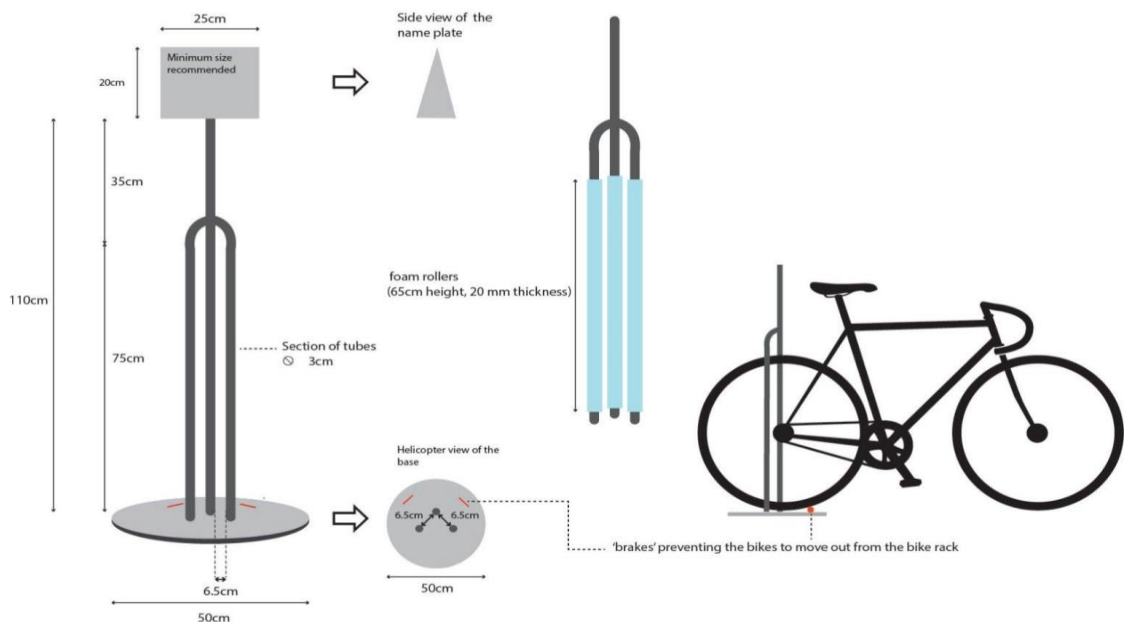 25cm
Minimum size
recommended
20cm
Side view of the
name plate
35cm
110cm
75cm
Section of tubes
⦸ 3cm
6.5cm
50cm
foam rollers
(65cm height, 20 mm thickness)
Helicopter view of the
base
6.5cm
6.5cm
50cm
'brakes' preventing the bikes to move out from the bike rack